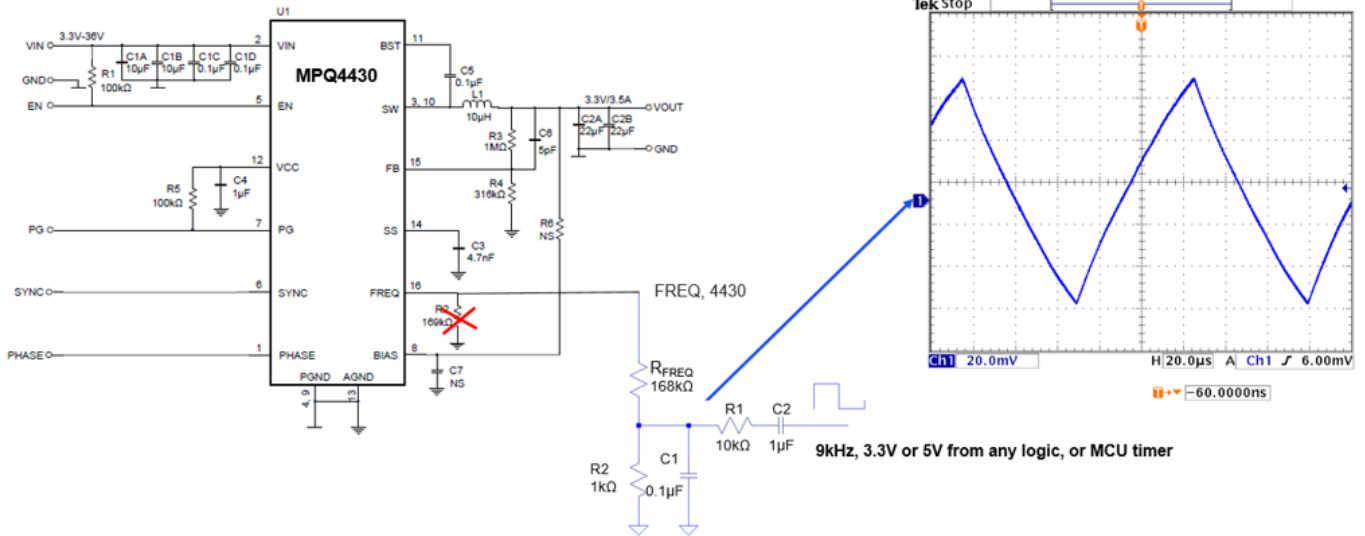 U1
VIN
3.3V-36V
2
VIN
BST
11
C1A
10µF
C1B
10µF
C1C
0.1µF
C1D
0.1µF
MPQ4430
C5
0.1µF
GND
R1
100kΩ
EN
5
EN
SW
3, 10
L1
10µH
3.3V/3.5A
VOUT
R3
1MΩ
C6
5pF
C2A
22µF
C2B
22µF
GND
12
VCC
FB
15
R5
100kΩ
C4
1µF
R4
316kΩ
PG
7
PG
SS
14
C3
4.7nF
R6
NS
SYNC
6
SYNC
FREQ
16
FREQ, 4430
169kΩ
PHASE
1
PHASE
BIAS
8
C7
NS
PGND
AGND
4, 9
13
RFREQ
168kΩ
R1
10kΩ
C2
1µF
R2
1kΩ
C1
0.1µF
9kHz, 3.3V or 5V from any logic, or MCU timer
Tek Stop
T
1
Ch1 20.0mV H 20.0µs A Ch1 6.00mV
T -60.0000ns